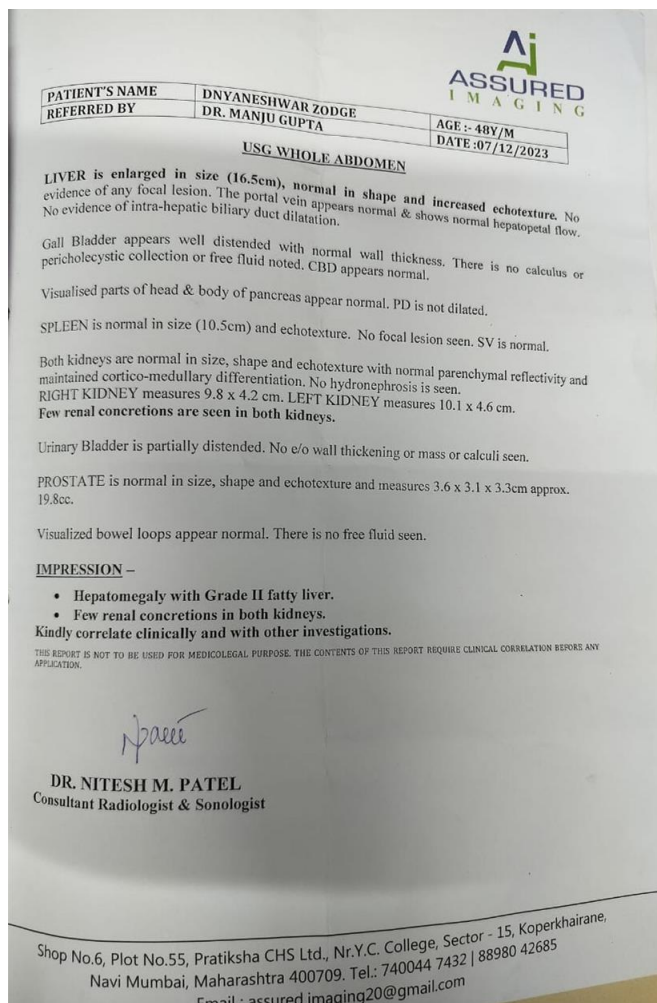 Aj
ASSURED
IMAGING
PATIENT'S NAME DNYANESHWAR ZODGE AGE :- 48Y/M
REFERRED BY DR. MANJU GUPTA DATE :07/12/2023
USG WHOLE ABDOMEN
LIVER is enlarged in size (16.5cm), normal in shape and increased echotexture. No
evidence of any focal lesion. The portal vein appears normal & shows normal hepatopetal flow.
No evidence of intra-hepatic biliary duct dilatation.
Gall Bladder appears well distended with normal wall thickness. There is no calculus or
pericholecystic collection or free fluid noted. CBD appears normal.
Visualised parts of head & body of pancreas appear normal. PD is not dilated.
SPLEEN is normal in size (10.5cm) and echotexture. No focal lesion seen. SV is normal.
Both kidneys are normal in size, shape and echotexture with normal parenchymal reflectivity and
maintained cortico-medullary differentiation. No hydronephrosis is seen.
RIGHT KIDNEY measures 9.8 x 4.2 cm. LEFT KIDNEY measures 10.1 x 4.6 cm.
Few renal concretions are seen in both kidneys.
Urinary Bladder is partially distended. No e/o wall thickening or mass or calculi seen.
PROSTATE is normal in size, shape and echotexture and measures 3.6 x 3.1 x 3.3cm approx.
19.8cc.
Visualized bowel loops appear normal. There is no free fluid seen.
IMPRESSION –
• Hepatomegaly with Grade II fatty liver.
• Few renal concretions in both kidneys.
Kindly correlate clinically and with other investigations.
THIS REPORT IS NOT TO BE USED FOR MEDICOLEGAL PURPOSE. THE CONTENTS OF THIS REPORT REQUIRE CLINICAL CORRELATION BEFORE ANY
APPLICATION.
DR. NITESH M. PATEL
Consultant Radiologist & Sonologist
Shop No.6, Plot No.55, Pratiksha CHS Ltd., Nr.Y.C. College, Sector - 15, Koperkhairane,
Navi Mumbai, Maharashtra 400709. Tel.: 740044 7432 | 88980 42685
Email : assured.imaging20@gmail.com